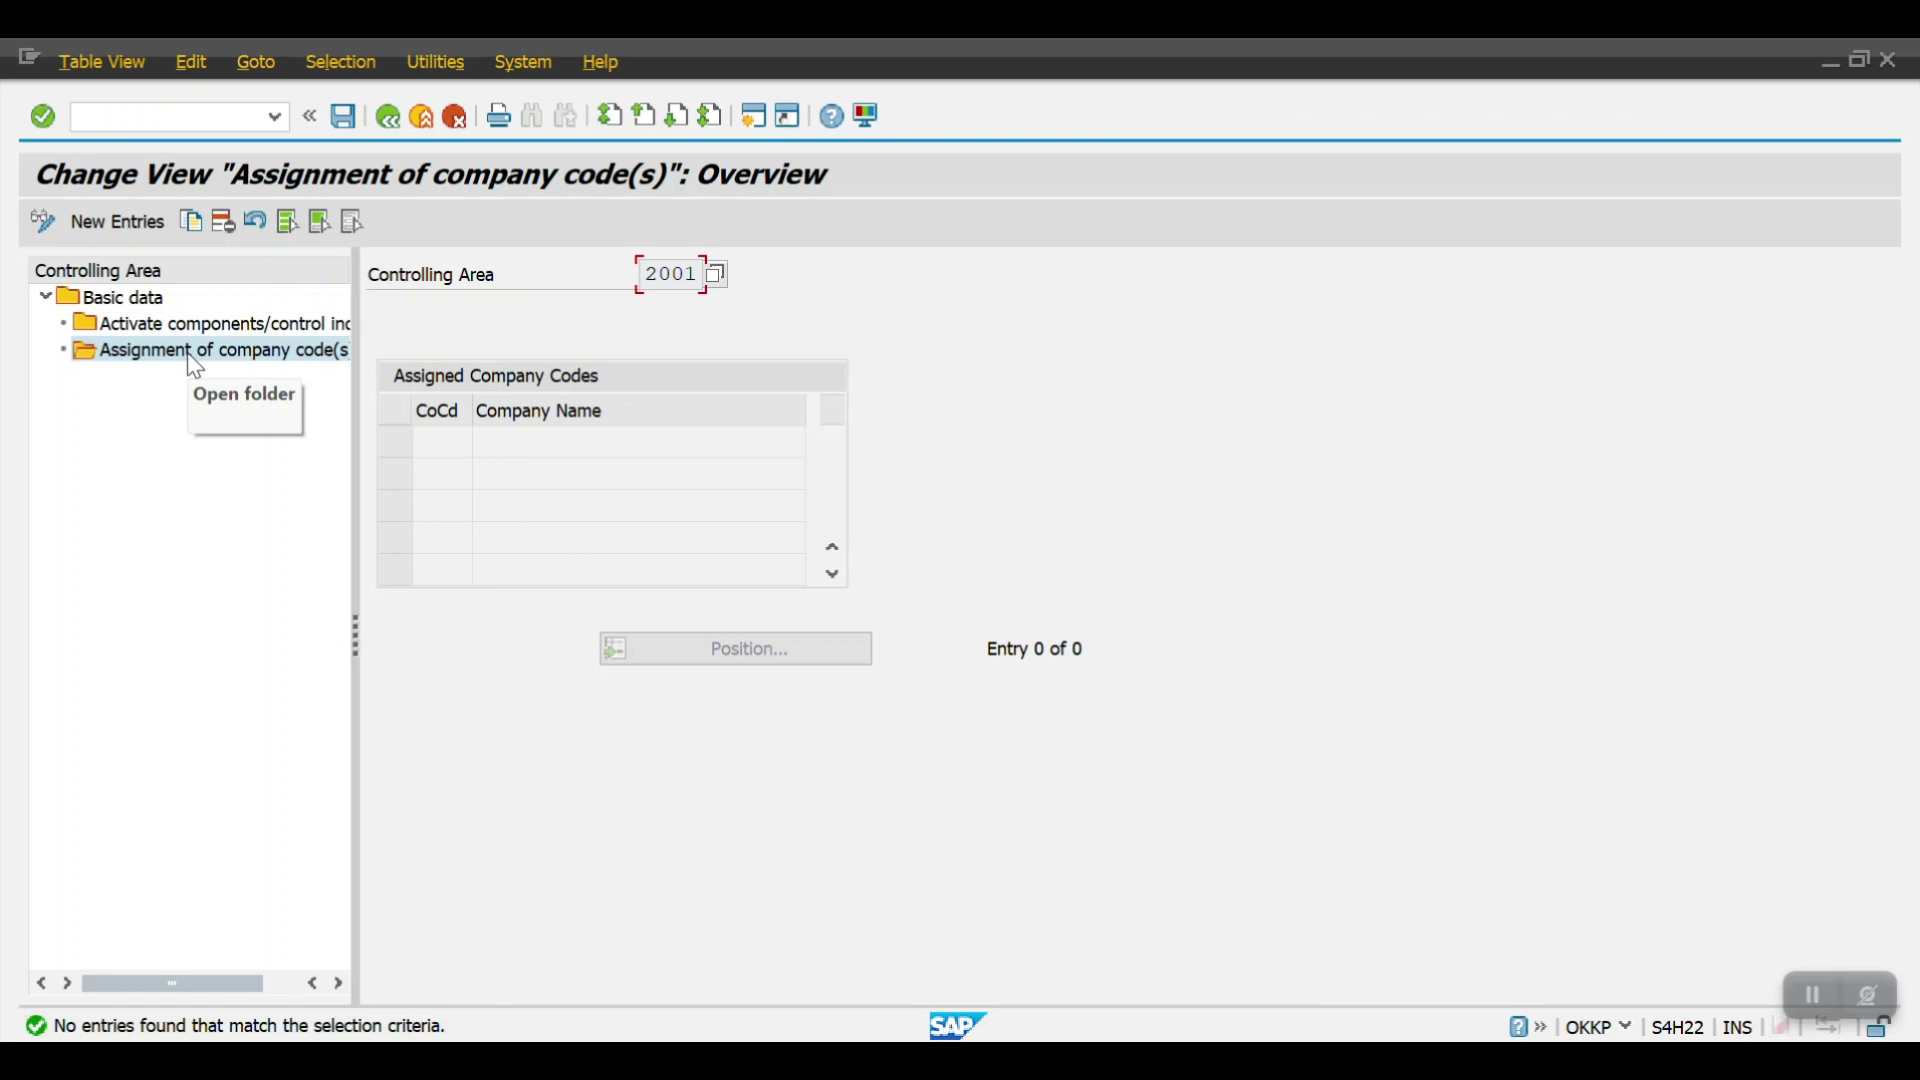 Table View Edit Goto Selection Utilities System Help
Change View "Assignment of company code(s)": Overview
New Entries
Controlling Area
Basic data
Activate components/control inc
Assignment of company code(s
Open folder
Controlling Area 2001
Assigned Company Codes
CoCd Company Name
Position... Entry 0 of 0
No entries found that match the selection criteria.
SAP
OKKP S4H22 INS